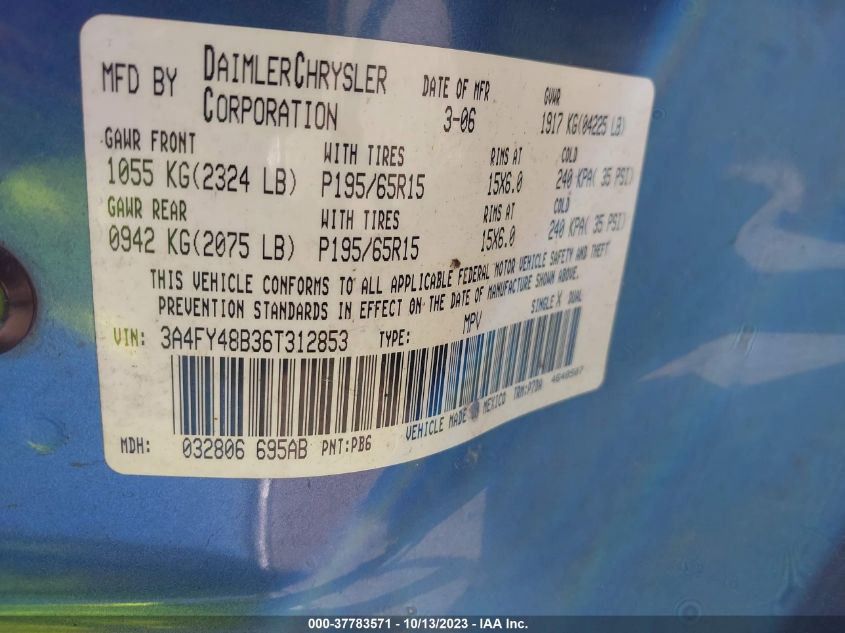 MFD BY DAIMLERCHRYSLER CORPORATION DATE OF MFR 3-06 GVWR 1917 KG(04225 LB)
GAWR FRONT WITH TIRES RIMS AT COLD
1055 KG(2324 LB) P195/65R15 15X6.0 240 KPA( 35 PSI)
GAWR REAR WITH TIRES RIMS AT COLD
0942 KG(2075 LB) P195/65R15 15X6.0 240 KPA( 35 PSI)
THIS VEHICLE CONFORMS TO ALL APPLICABLE FEDERAL MOTOR VEHICLE SAFETY AND THEFT
PREVENTION STANDARDS IN EFFECT ON THE DATE OF MANUFACTURE SHOWN ABOVE.
VIN: 3A4FY48B36T312853 TYPE: MPV SINGLE X DUAL
MDH: 032806 695AB PNT:PB6 VEHICLE MADE IN MEXICO TRM:P7DA 4648507
000-37783571 - 10/13/2023 - IAA Inc.